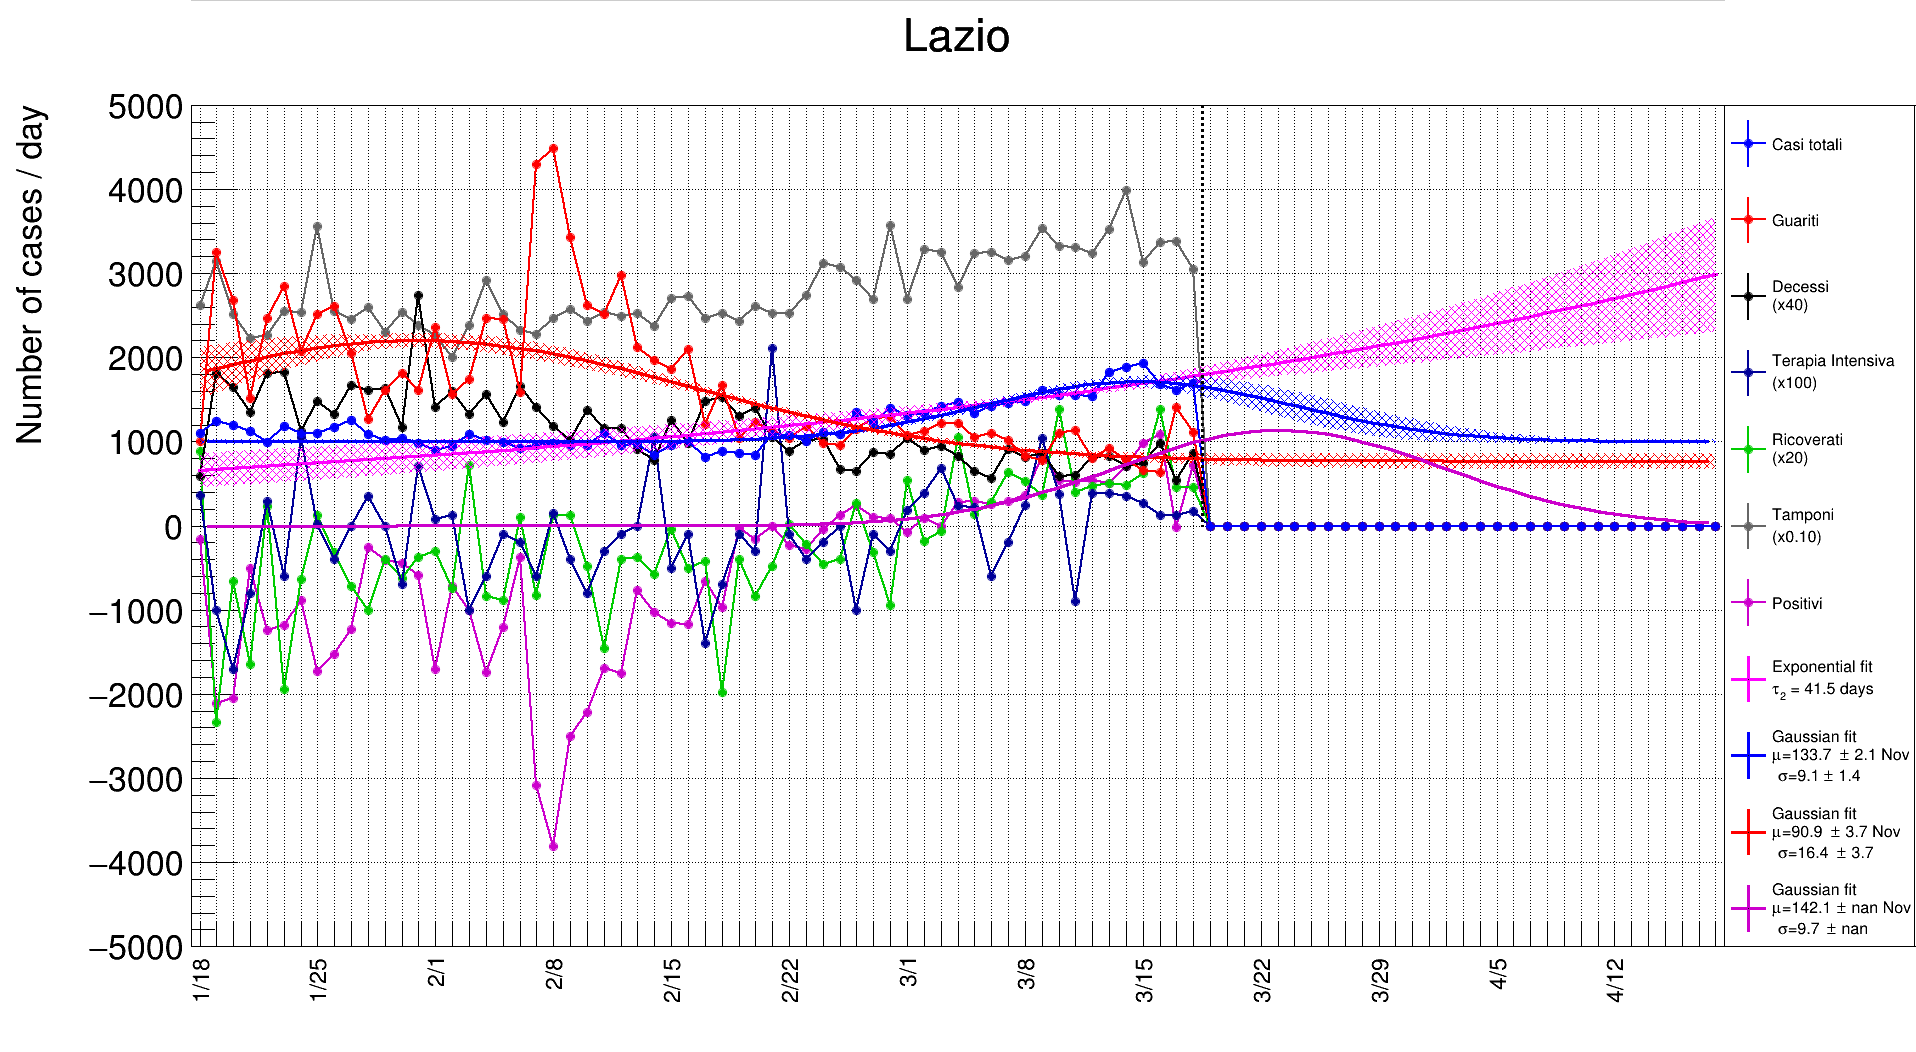 Lazio
Number of cases / day
5000
4000
3000
2000
1000
0
−1000
−2000
−3000
−4000
−5000
1/18
1/25
2/1
2/8
2/15
2/22
3/1
3/8
3/15
3/22
3/29
4/5
4/12
Casi totali
Guariti
Decessi
(x40)
Terapia Intensiva
(x100)
Ricoverati
(x20)
Tamponi
(x0.10)
Positivi
Exponential fit
τ2 = 41.5 days
Gaussian fit
μ=133.7 ± 2.1 Nov
σ=9.1 ± 1.4
Gaussian fit
μ=90.9 ± 3.7 Nov
σ=16.4 ± 3.7
Gaussian fit
μ=142.1 ± nan Nov
σ=9.7 ± nan